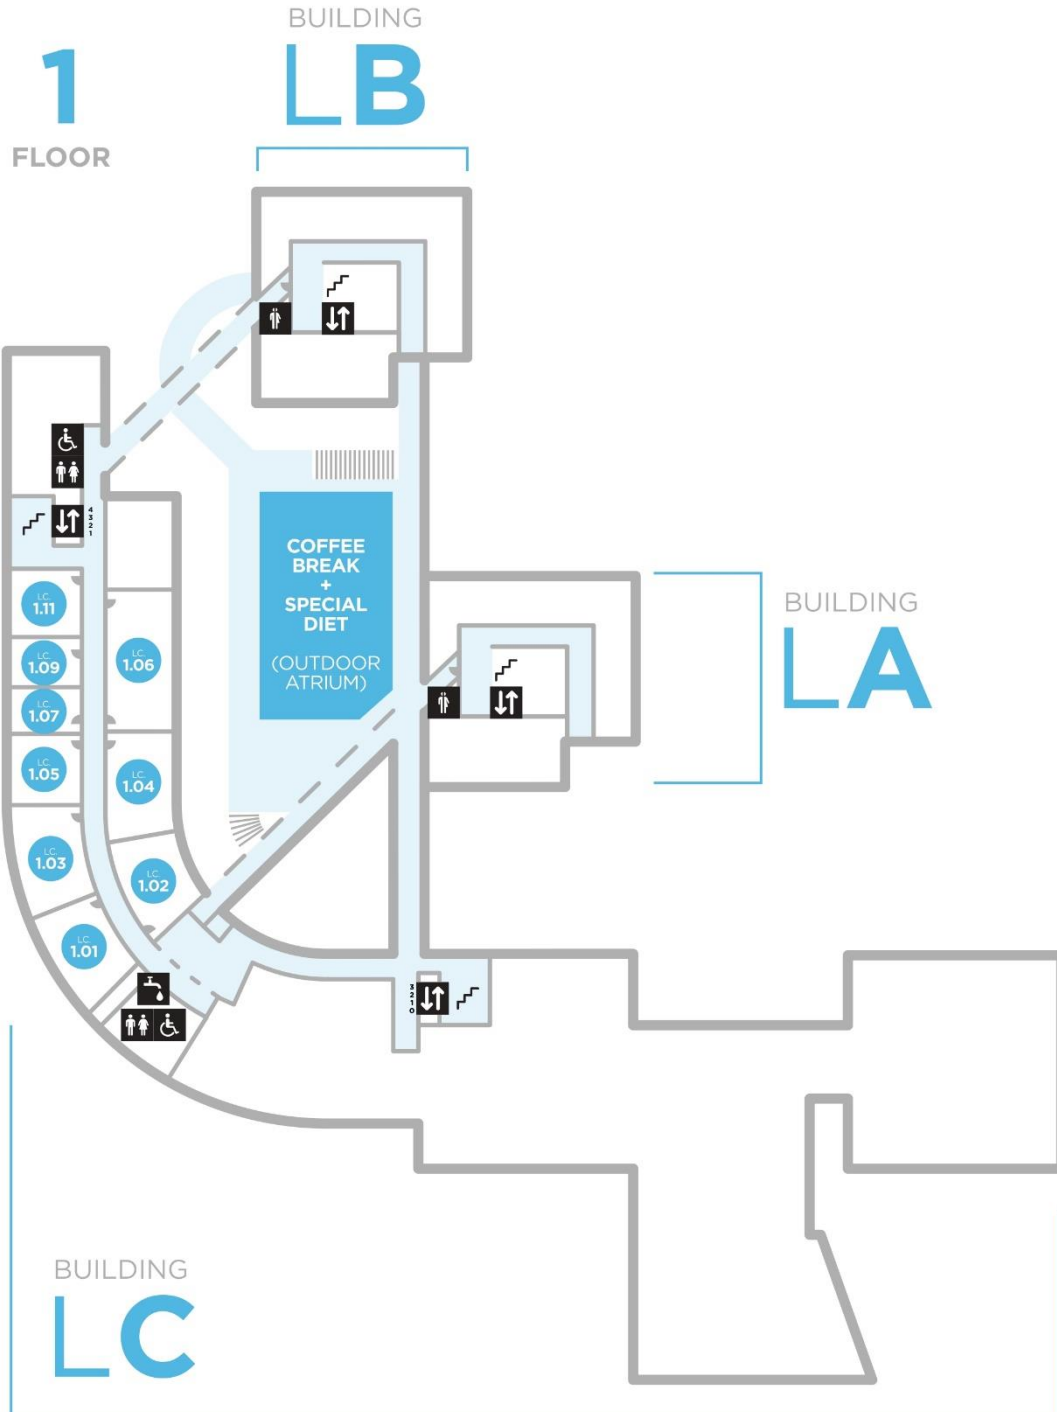 BUILDING
LB
1
FLOOR
4
3
2
1
COFFEE
BREAK
+
SPECIAL
DIET
(OUTDOOR
ATRIUM)
BUILDING
LA
LC.
1.11
LC.
1.09
LC.
1.07
LC.
1.05
LC.
1.03
LC.
1.01
LC.
1.06
LC.
1.04
LC.
1.02
3
2
1
0
BUILDING
LC